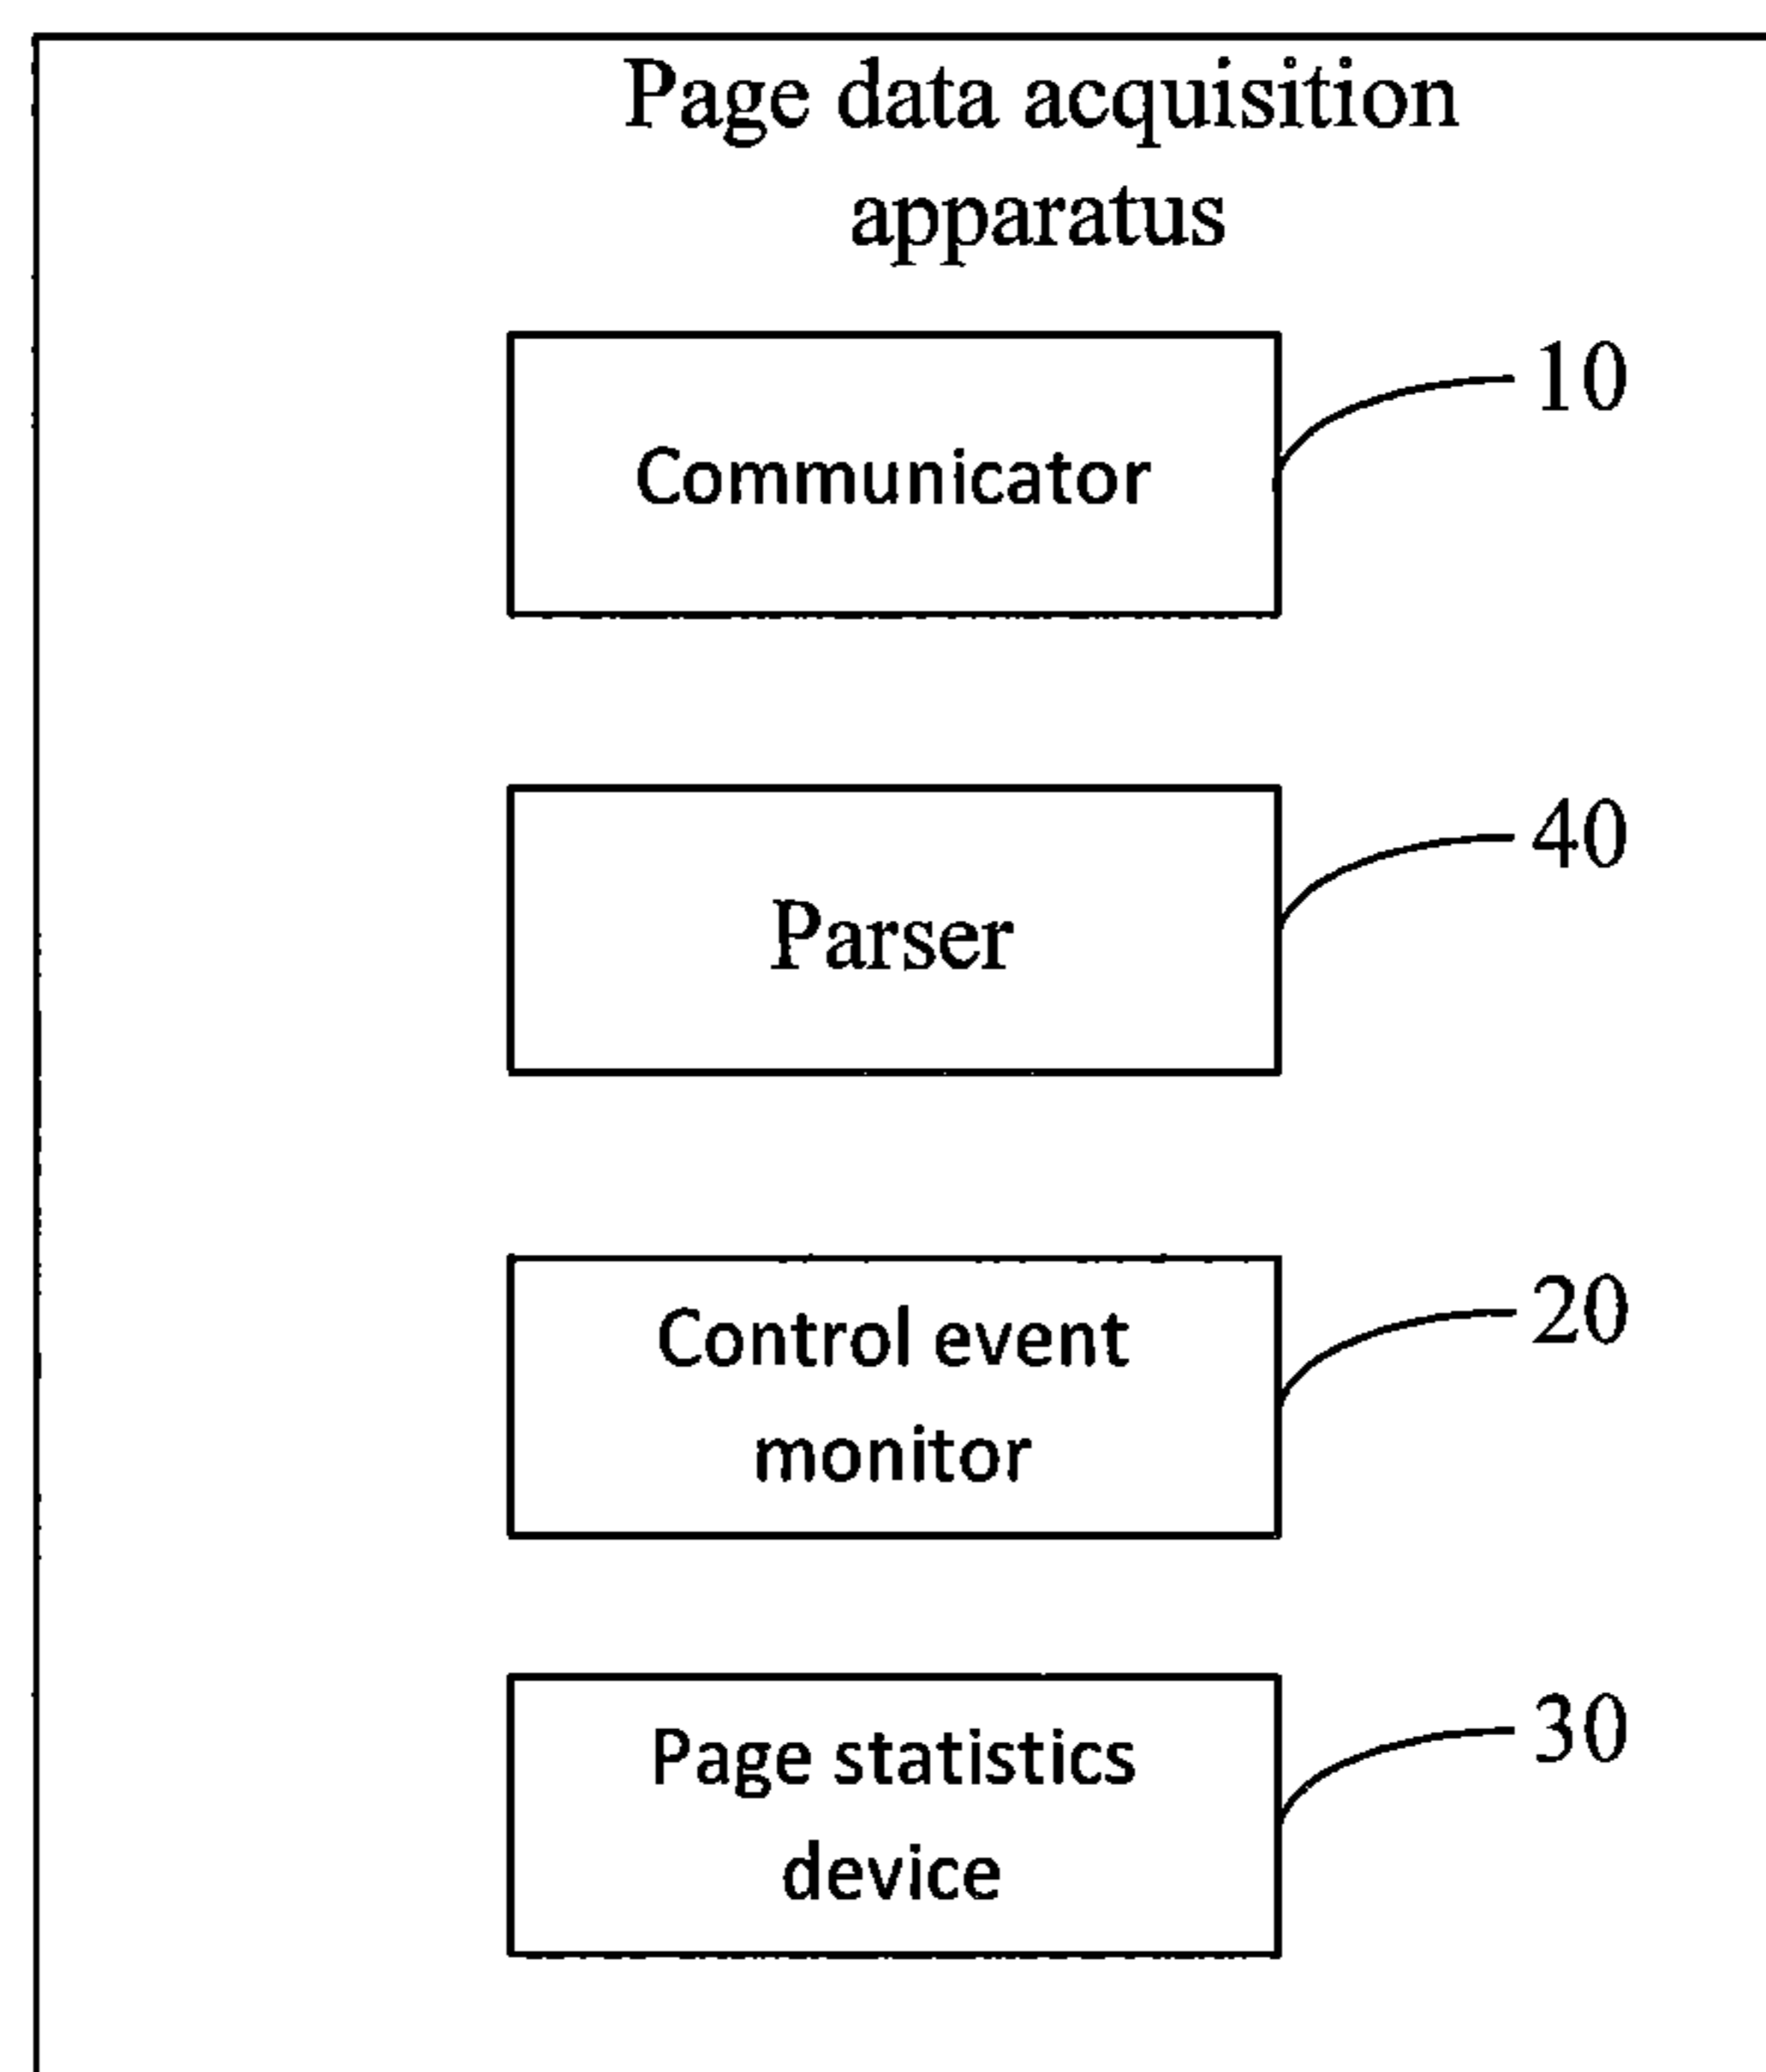 Page data acquisition
apparatus
10
Communicator
40
Parser
20
Control event
monitor
30
Page statistics
device